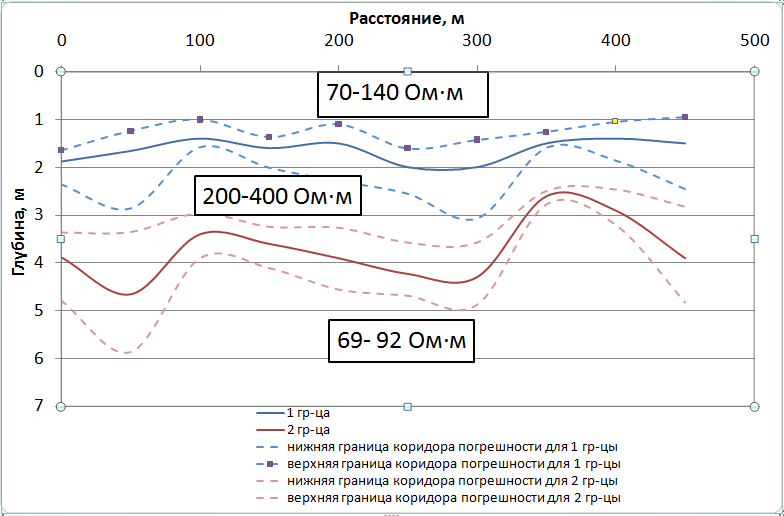 Расстояние, м
0 100 200 300 400 500
0
70-140 Ом·м
1
2
200-400 Ом·м
3
Глубина, м
4
5
69- 92 Ом·м
6
7
1 гр-ца
2 гр-ца
нижняя граница коридора погрешности для 1 гр-цы
верхняя граница коридора погрешности для 1 гр-цы
нижняя граница коридора погрешности для 2 гр-цы
верхняя граница коридора погрешности для 2 гр-цы